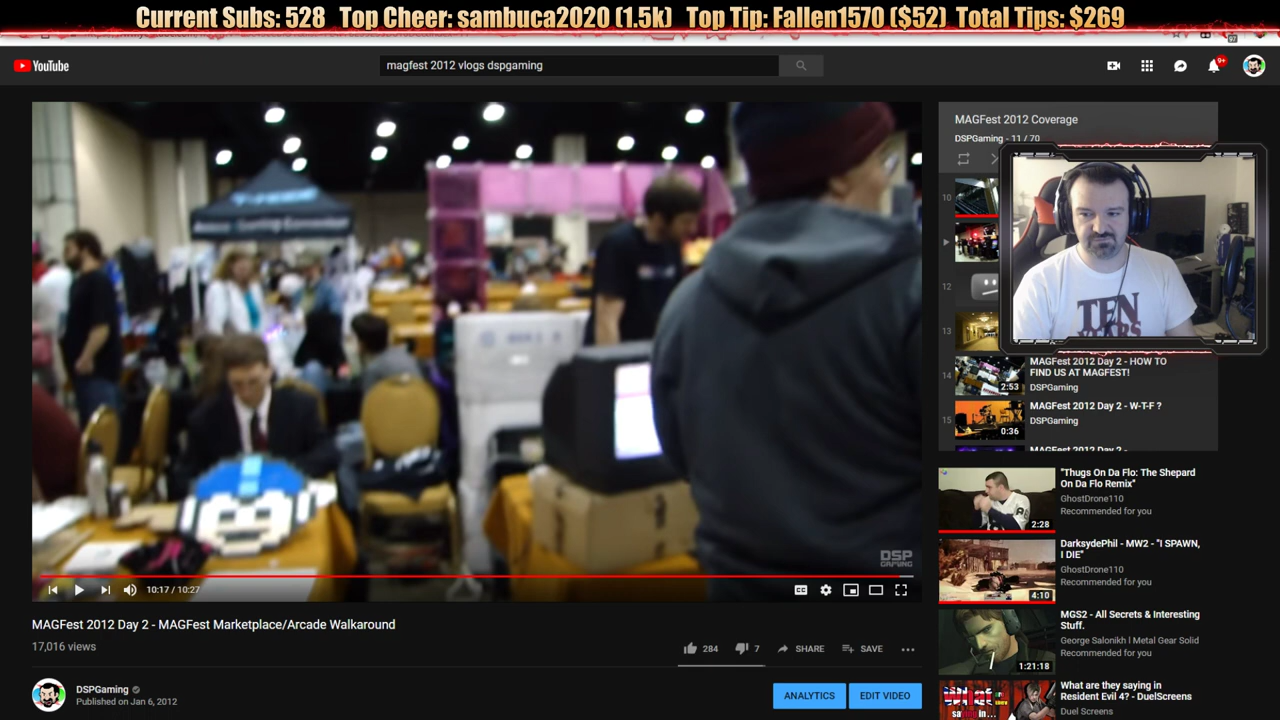 Current Subs: 528 Top Cheer: sambuca2020 (1.5k) Top Tip: Fallen1570 ($52) Total Tips: $269
YouTube
magfest 2012 vlogs dspgaming
9+
MAGFest 2012 Coverage
DSPGaming - 11 / 70
10
12
13
14
MAGFest 2012 Day 2 - HOW TO
FIND US AT MAGFEST!
DSPGaming
2:53
15
MAGFest 2012 Day 2 - W-T-F ?
DSPGaming
0:36
MAGFest 2012 Day 2 -
TEN
YEARS
DSP
GAMING
10:17 / 10:27
"Thugs On Da Flo: The Shepard
On Da Flo Remix"
GhostDrone110
Recommended for you
2:28
DarksydePhil - MW2 - "I SPAWN,
I DIE"
GhostDrone110
Recommended for you
4:10
MGS2 - All Secrets & Interesting
Stuff.
George Salonikh l Metal Gear Solid
Recommended for you
1:21:18
What are they saying in
Resident Evil 4? - DuelScreens
Duel Screens
What
MAGFest 2012 Day 2 - MAGFest Marketplace/Arcade Walkaround
17,016 views
284
7
SHARE
SAVE
DSPGaming
Published on Jan 6, 2012
ANALYTICS
EDIT VIDEO